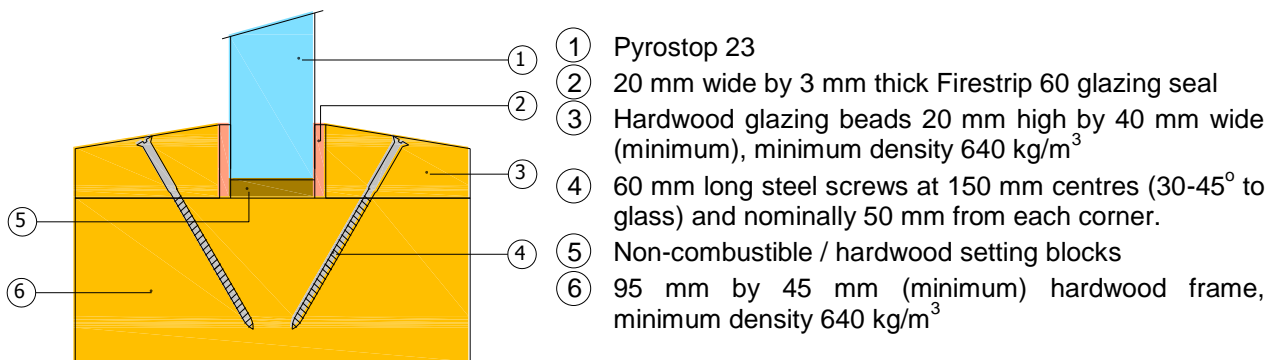 1
2
3
4
5
6
1 Pyrostop 23
2 20 mm wide by 3 mm thick Firestrip 60 glazing seal
3 Hardwood glazing beads 20 mm high by 40 mm wide
(minimum), minimum density 640 kg/m³
4 60 mm long steel screws at 150 mm centres (30-45° to
glass) and nominally 50 mm from each corner.
5 Non-combustible / hardwood setting blocks
6 95 mm by 45 mm (minimum) hardwood frame,
minimum density 640 kg/m³